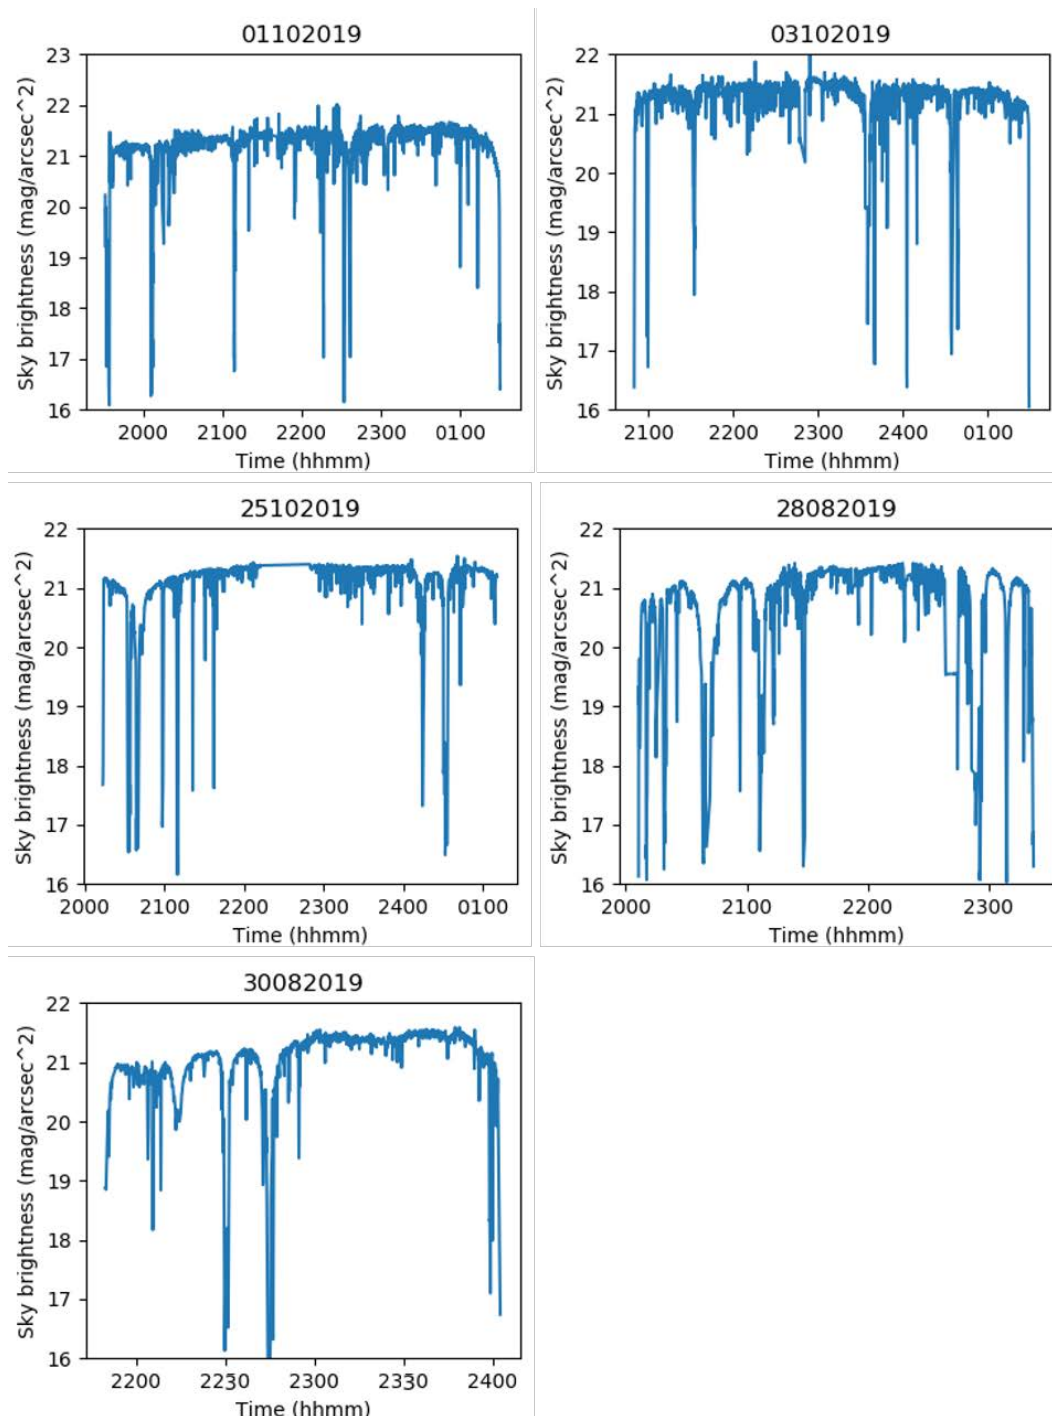 01102019
Sky brightness (mag/arcsec^2)
23
22
21
20
19
18
17
16
2000 2100 2200 2300 0100
Time (hhmm)
03102019
Sky brightness (mag/arcsec^2)
22
21
20
19
18
17
16
2100 2200 2300 2400 0100
Time (hhmm)
25102019
Sky brightness (mag/arcsec^2)
22
21
20
19
18
17
16
2000 2100 2200 2300 2400 0100
Time (hhmm)
28082019
Sky brightness (mag/arcsec^2)
22
21
20
19
18
17
16
2000 2100 2200 2300
Time (hhmm)
30082019
Sky brightness (mag/arcsec^2)
22
21
20
19
18
17
16
2200 2230 2300 2330 2400
Time (hhmm)